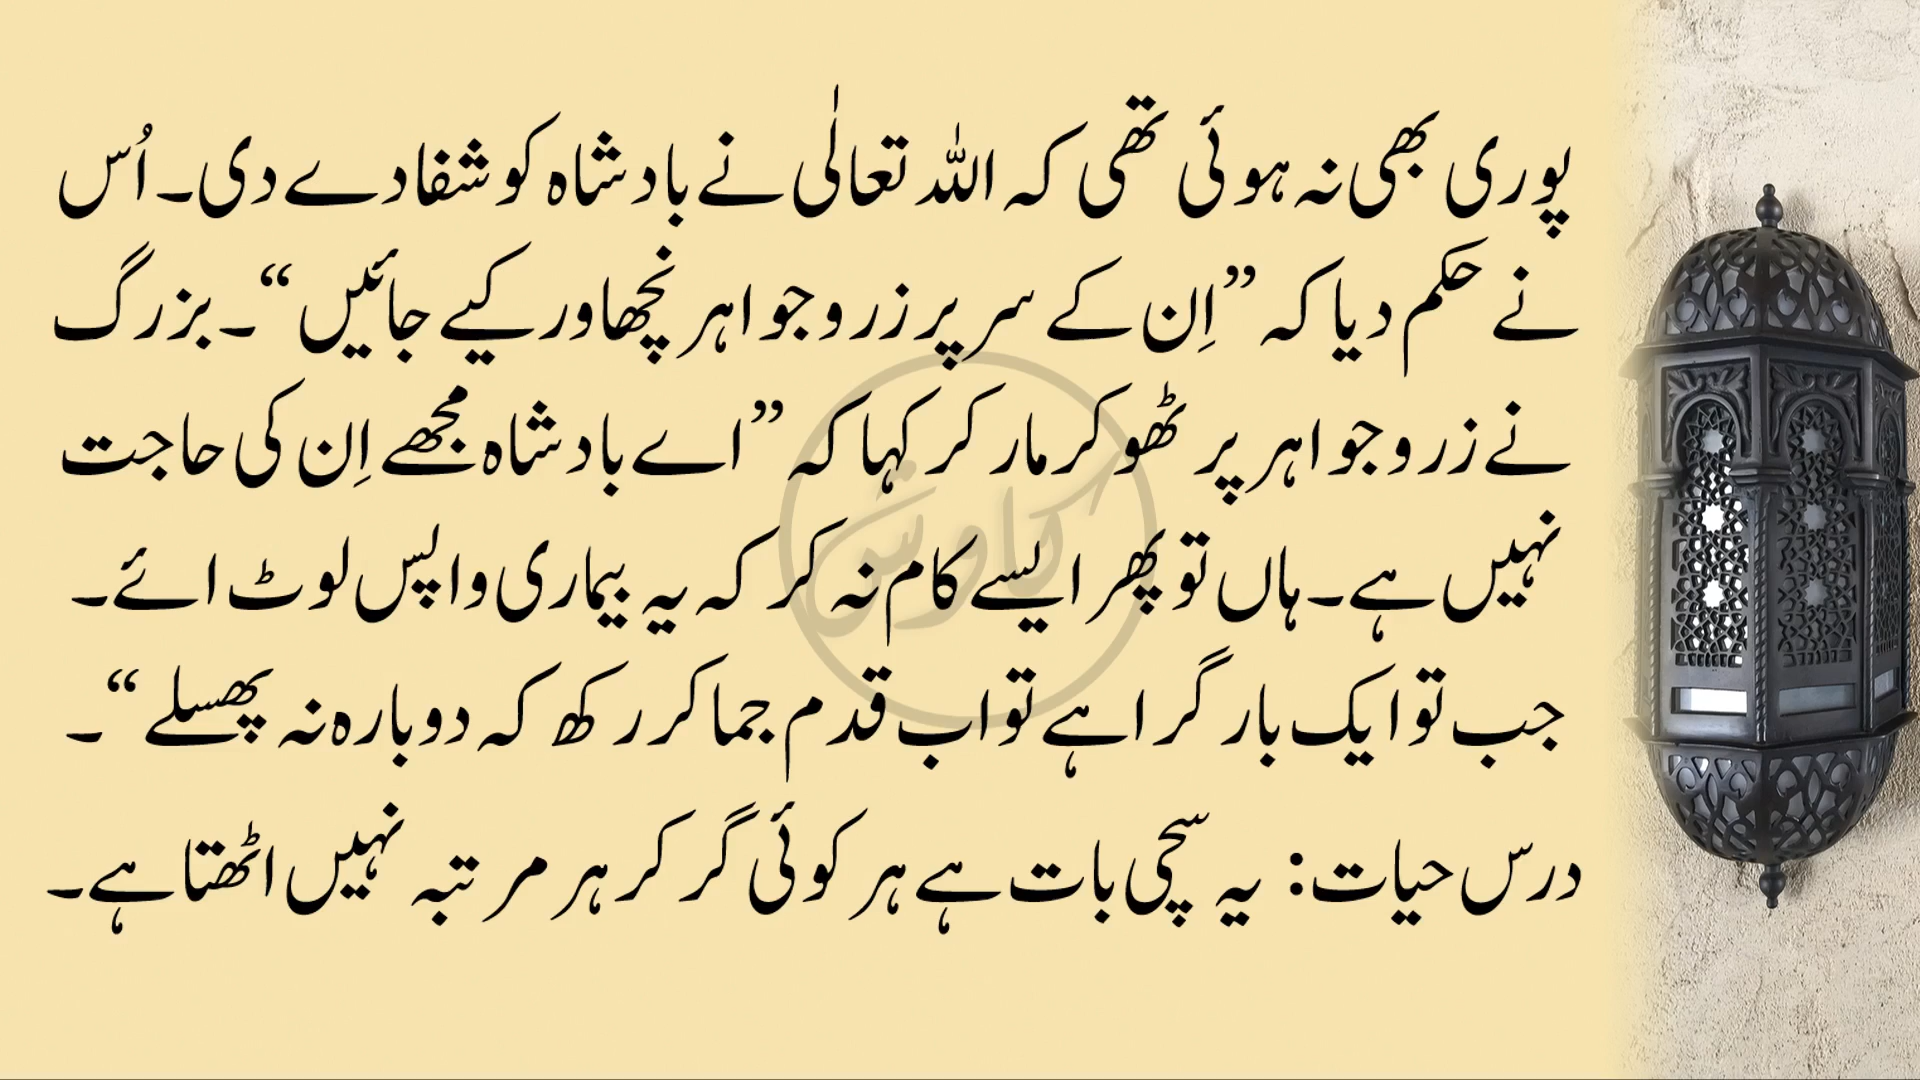 پوری بھی نہ ہوئی تھی کہ اللہ تعالٰی نے بادشاہ کو شفا دے دی۔ اُس
نے حکم دیا کہ ”اِن کے سر پر زر و جواہر نچھاور کیے جائیں“۔ بزرگ
نے زر و جواہر پر ٹھوکر مار کر کہا کہ ”اے بادشاہ مجھے اِن کی حاجت
نہیں ہے۔ ہاں تو پھر ایسے کام نہ کر کہ یہ بیماری واپس لوٹ ائے۔
جب تو ایک بار گرا ہے تو اب قدم جما کر رکھ کہ دوبارہ نہ پھسلے“۔
درس حیات: یہ سچی بات ہے ہر کوئی گر کر ہر مرتبہ نہیں اٹھتا ہے۔
کاوش